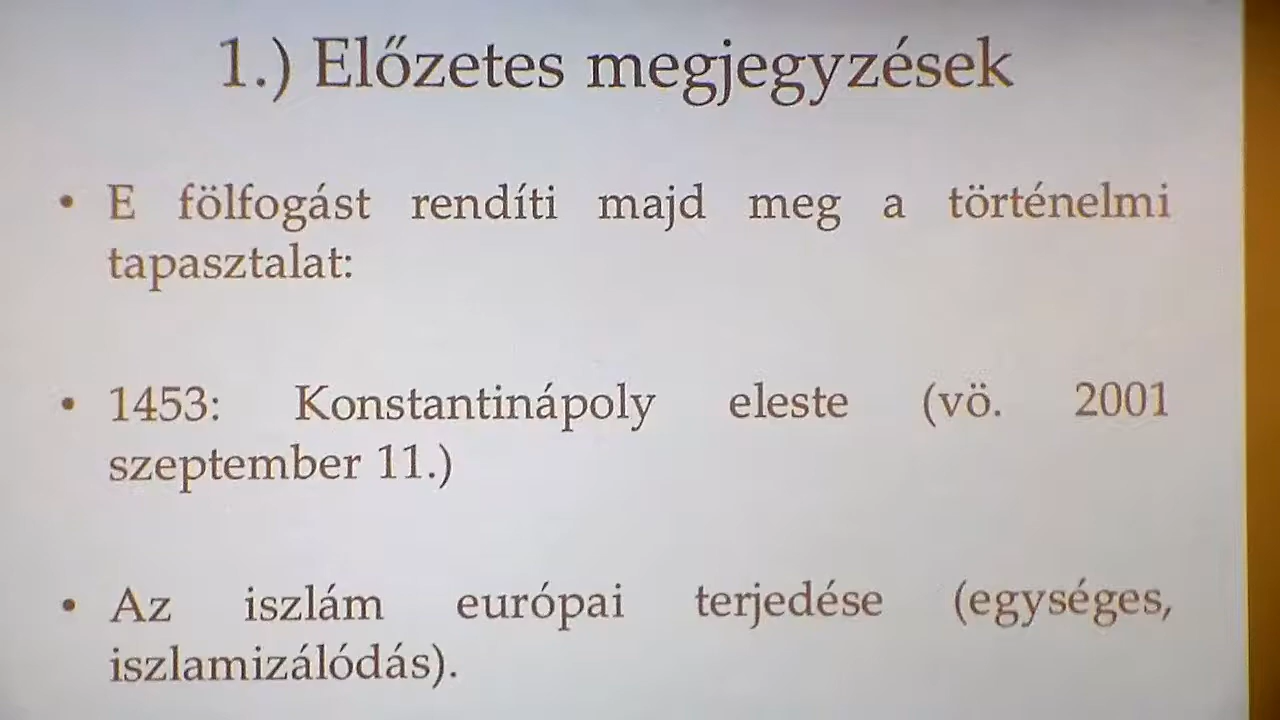 1.) Előzetes megjegyzések
• E fölfogást rendíti majd meg a történelmi
tapasztalat:
• 1453: Konstantinápoly eleste (vö. 2001
szeptember 11.)
• Az iszlám európai terjedése (egységes,
iszlamizálódás).